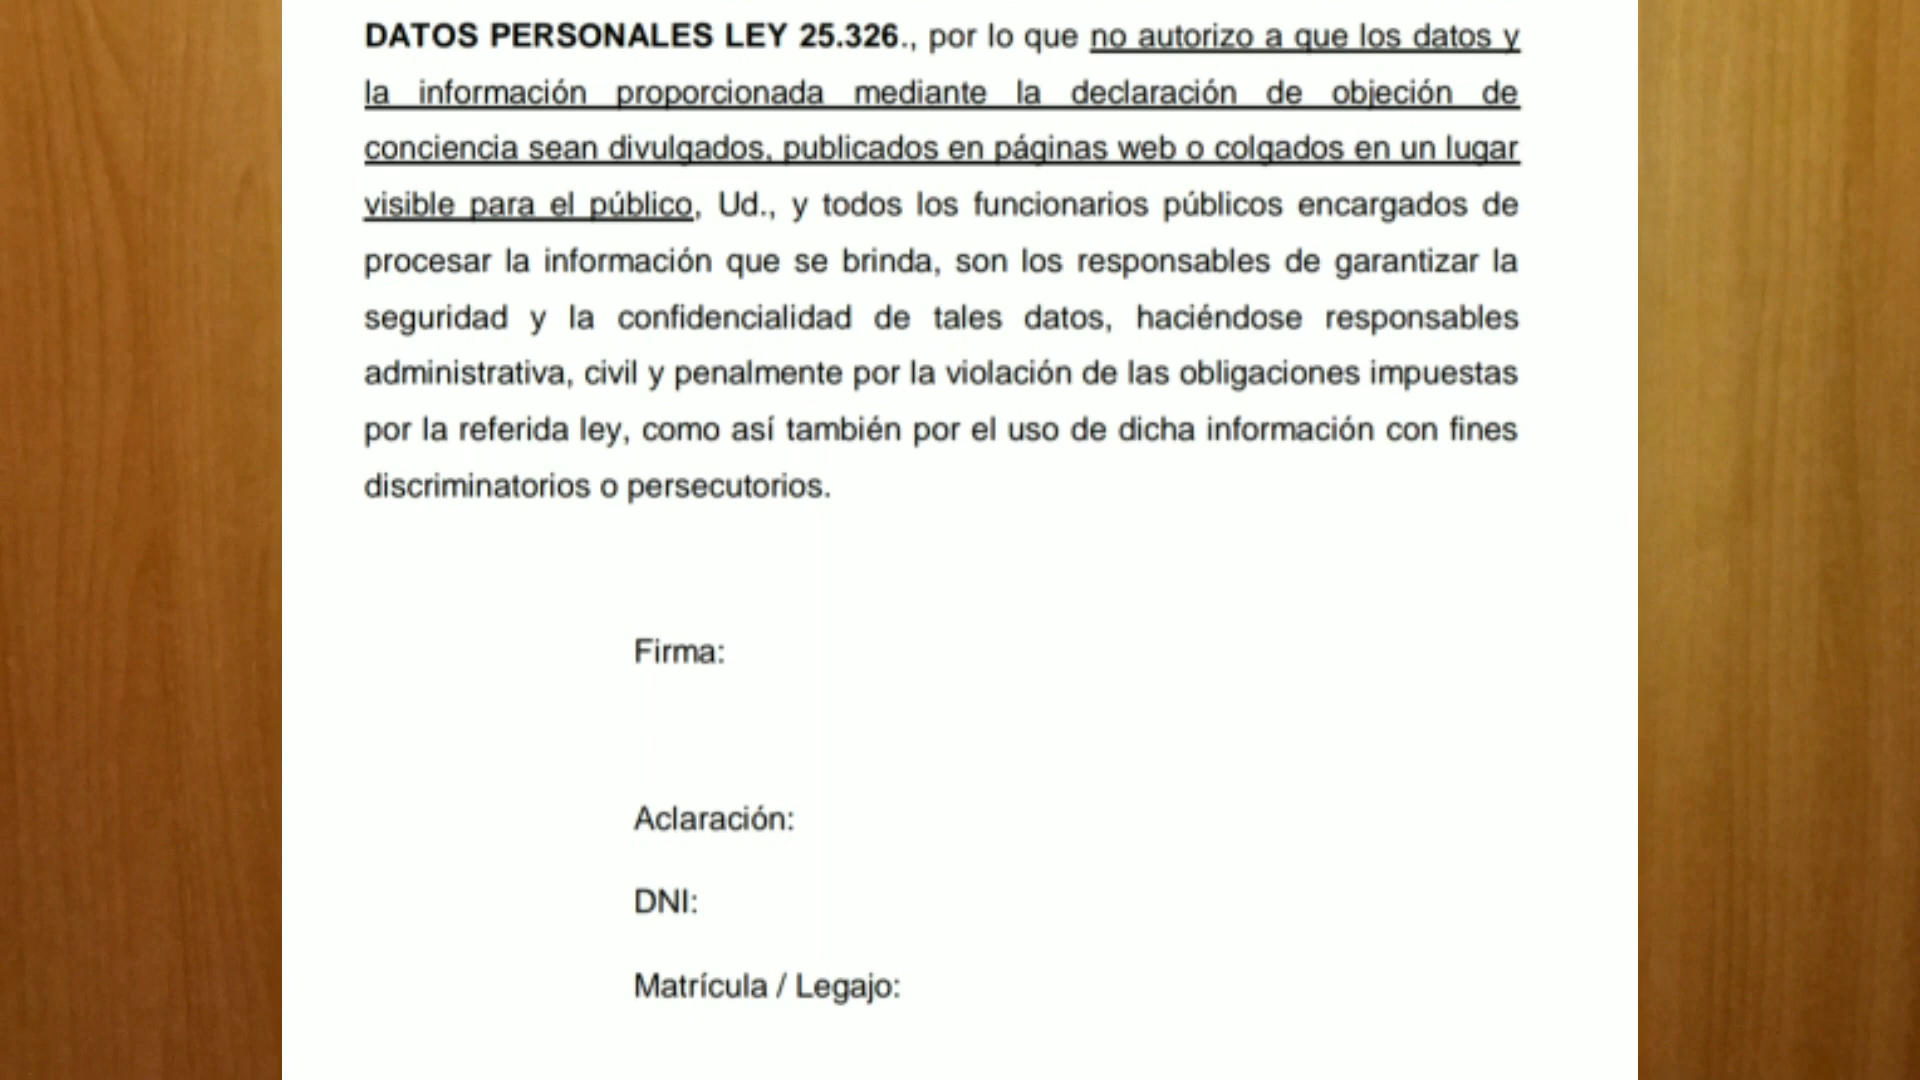 DATOS PERSONALES LEY 25.326., por lo que no autorizo a que los datos y
la información proporcionada mediante la declaración de objeción de
conciencia sean divulgados, publicados en páginas web o colgados en un lugar
visible para el público, Ud., y todos los funcionarios públicos encargados de
procesar la información que se brinda, son los responsables de garantizar la
seguridad y la confidencialidad de tales datos, haciéndose responsables
administrativa, civil y penalmente por la violación de las obligaciones impuestas
por la referida ley, como así también por el uso de dicha información con fines
discriminatorios o persecutorios.
Firma:
Aclaración:
DNI:
Matrícula / Legajo: